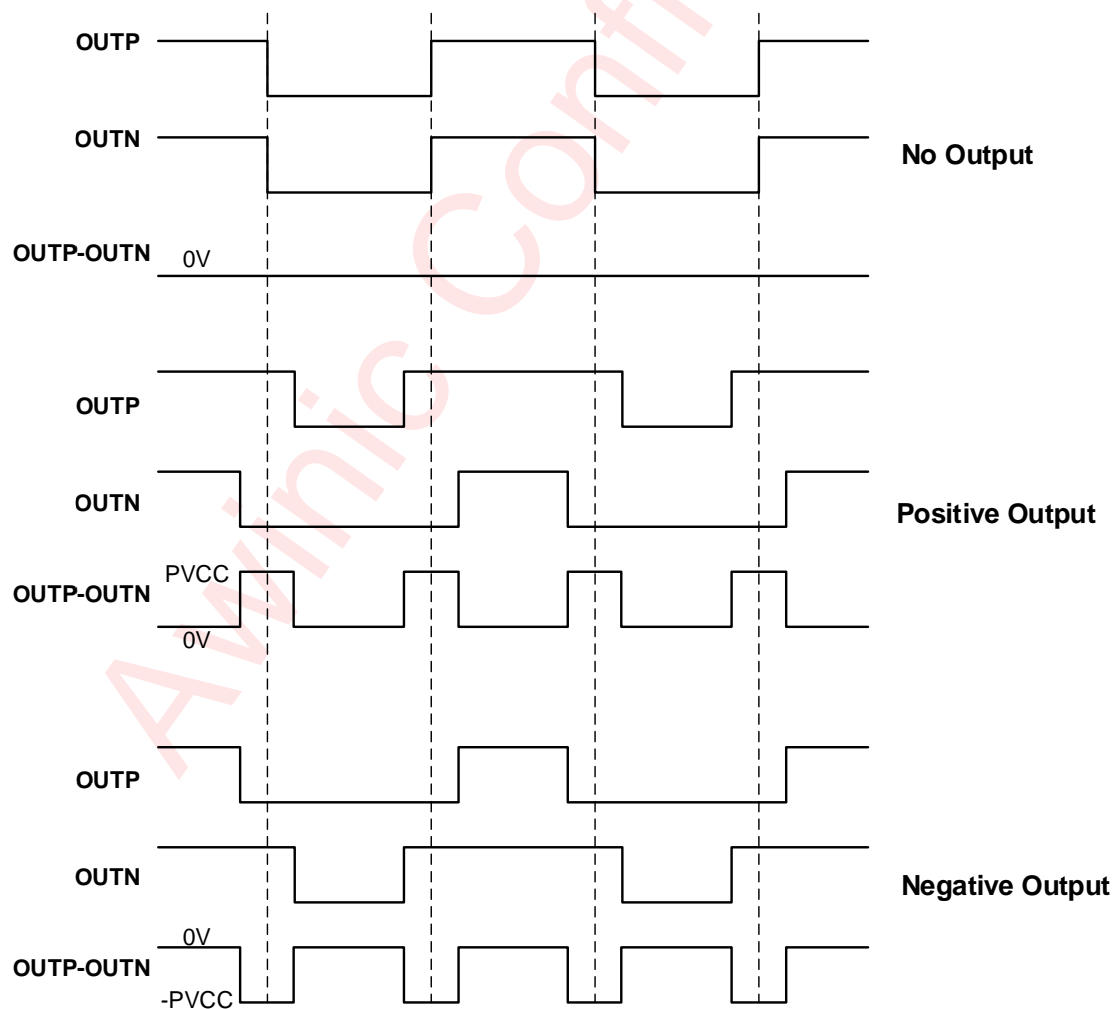 OUTP
OUTN
No Output
OUTP-OUTN
0V
OUTP
OUTN
Positive Output
PVCC
OUTP-OUTN
0V
OUTP
OUTN
Negative Output
0V
OUTP-OUTN
-PVCC
Awinic Confi